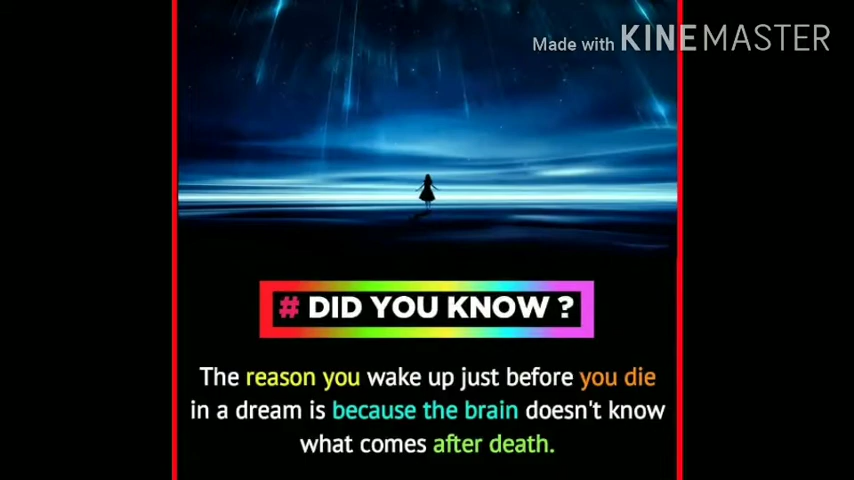 Made with KINEMASTER
# DID YOU KNOW ?
The reason you wake up just before you die
in a dream is because the brain doesn't know
what comes after death.